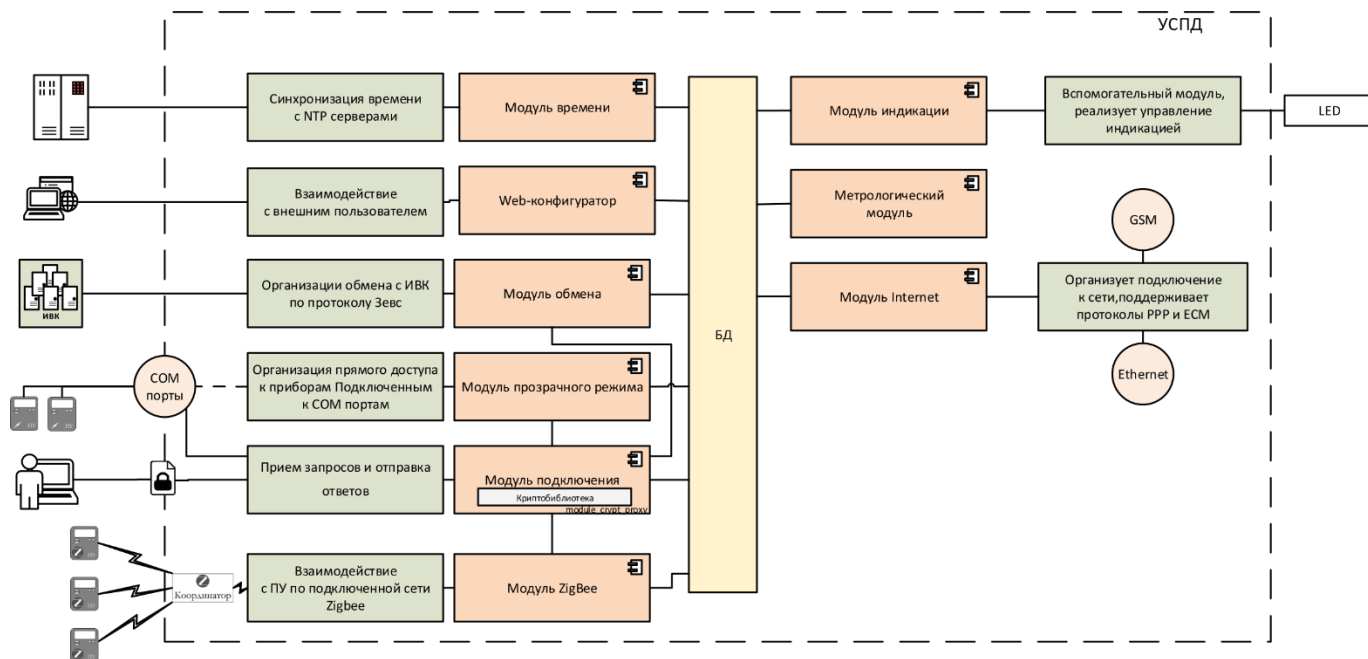 УСПД
Синхронизация времени
с NTP серверами
Модуль времени
Модуль индикации
Вспомогательный модуль,
реализует управление
индикацией
LED
Взаимодействие
с внешним пользователем
Web-конфигуратор
Метрологический
модуль
GSM
ИВК
Организации обмена с ИВК
по протоколу Зевс
Модуль обмена
БД
Модуль Internet
Организует подключение
к сети,поддерживает
протоколы PPP и ECM
Ethernet
COM
порты
Организация прямого доступа
к приборам Подключенным
к COM портам
Модуль прозрачного режима
Прием запросов и отправка
ответов
Модуль подключения
Криптобиблиотека
module_crypt_proxy
Координатор
Взаимодействие
с ПУ по подключенной сети
Zigbee
Модуль ZigBee